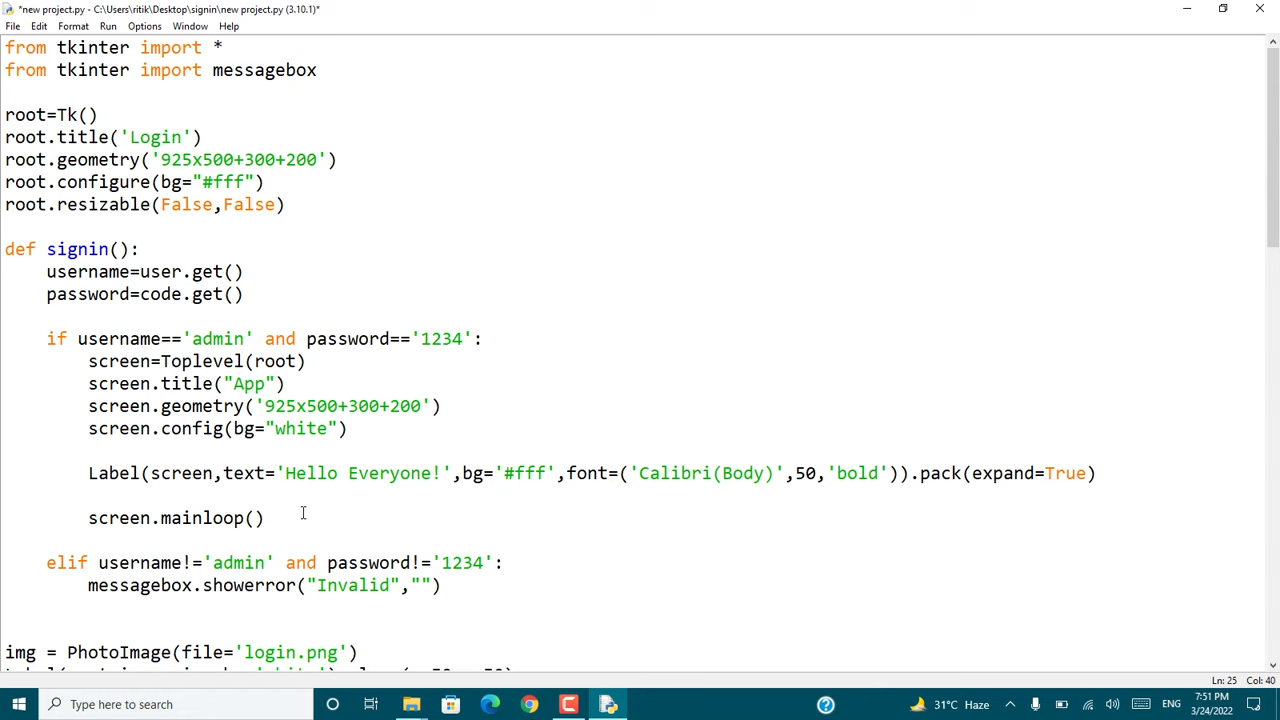 *new project.py - C:\Users\ritik\Desktop\signin\new project.py (3.10.1)*
File Edit Format Run Options Window Help
from tkinter import *
from tkinter import messagebox
root=Tk()
root.title('Login')
root.geometry('925x500+300+200')
root.configure(bg="#fff")
root.resizable(False,False)
def signin():
    username=user.get()
    password=code.get()
    if username=='admin' and password=='1234':
        screen=Toplevel(root)
        screen.title("App")
        screen.geometry('925x500+300+200')
        screen.config(bg="white")
        Label(screen,text='Hello Everyone!',bg='#fff',font=('Calibri(Body)',50,'bold')).pack(expand=True)
        screen.mainloop()
    elif username!='admin' and password!='1234':
        messagebox.showerror("Invalid","")
img = PhotoImage(file='login.png')
Ln: 25 Col: 40
Type here to search
31°C Haze
ENG
7:51 PM
3/24/2022